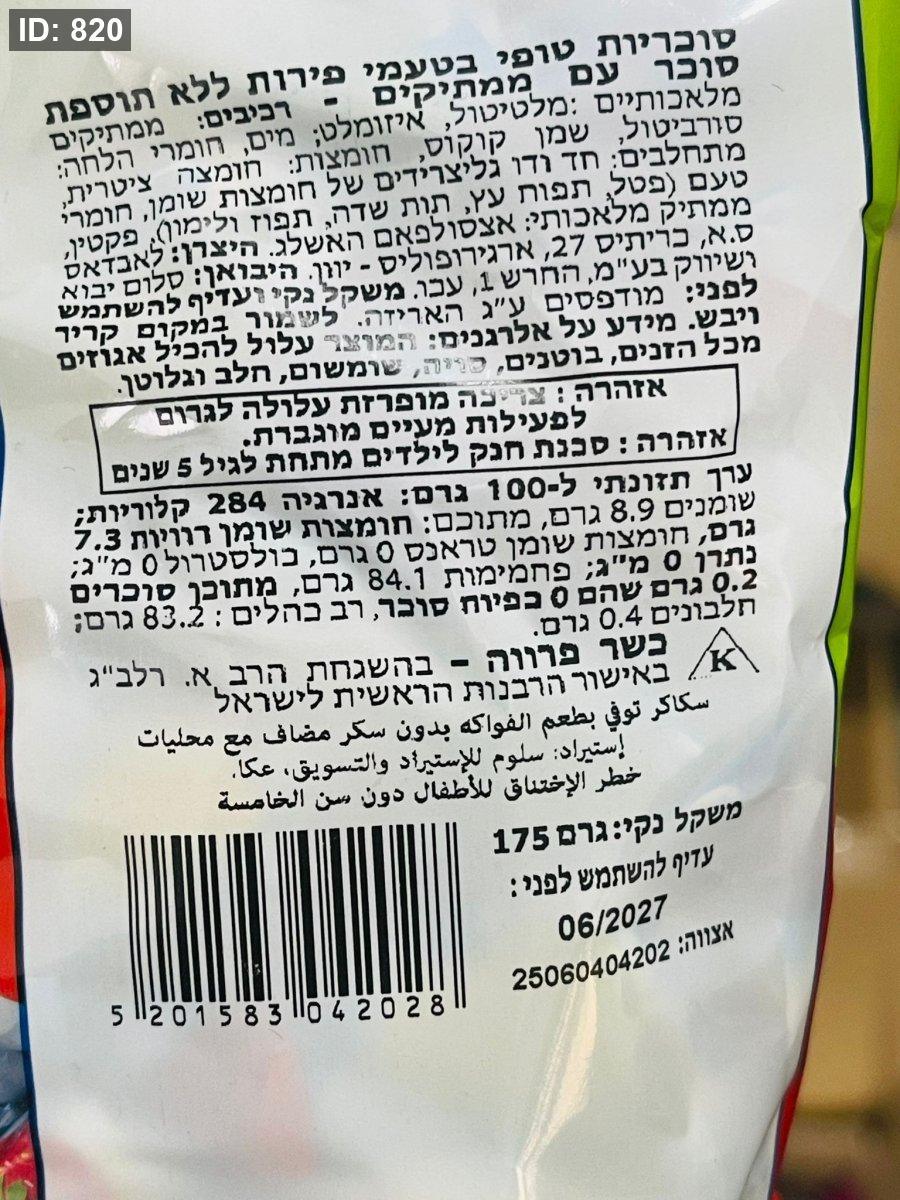 ID: 820
סוכריות טופי בטעמי פירות ללא תוספת
סוכר עם ממתיקים - רכיבים: ממתיקים
מלאכותיים :מלטיטול, איזומלט; מים, חומרי הלחה:
סורביטול, שמן קוקוס, חומצות: חומצה ציטרית,
מתחלבים: חד ודו גליצרידים של חומצות שומן, חומרי
טעם (פטל, תפוח עץ, תות שדה, תפוז ולימון), פקטין,
ממתיק מלאכותי: אצסולפאם האשלג. היצרן: לאבדאס
ס.א, כריתיס 27, ארגירופוליס - יוון. היבואן: סלום יבוא
ושיווק בע"מ, החרש 1, עכו. משקל נקי ועדיף להשתמש
לפני: מודפסים ע"ג האריזה. לשמור במקום קריר
ויבש. מידע על אלרגנים: המוצר עלול להכיל אגוזים
מכל הזנים, בוטנים, סויה, שומשום, חלב וגלוטן.
אזהרה : צריכה מופרזת עלולה לגרום
לפעילות מעיים מוגברת.
אזהרה : סכנת חנק לילדים מתחת לגיל 5 שנים
ערך תזונתי ל-100 גרם: אנרגיה 284 קלוריות;
שומנים 8.9 גרם, מתוכם: חומצות שומן רוויות 7.3
גרם, חומצות שומן טראנס 0 גרם, כולסטרול 0 מ"ג;
נתרן 0 מ"ג; פחמימות 84.1 גרם, מתוכן סוכרים
0.2 גרם שהם 0 כפיות סוכר, רב כהלים : 83.2 גרם;
חלבונים 0.4 גרם.
K כשר פרווה - בהשגחת הרב א. רלב"ג
באישור הרבנות הראשית לישראל
سكاكر توفي بطعم الفواكه بدون سكر مضاف مع محليات
إستيراد: سلوم للإستيراد والتسويق، عكا.
خطر الإختناق للأطفال دون سن الخامسة
משקל נקי: גרם 175
עדיף להשתמש לפני :
06/2027
אצווה: 25060404202
5 201583 042028